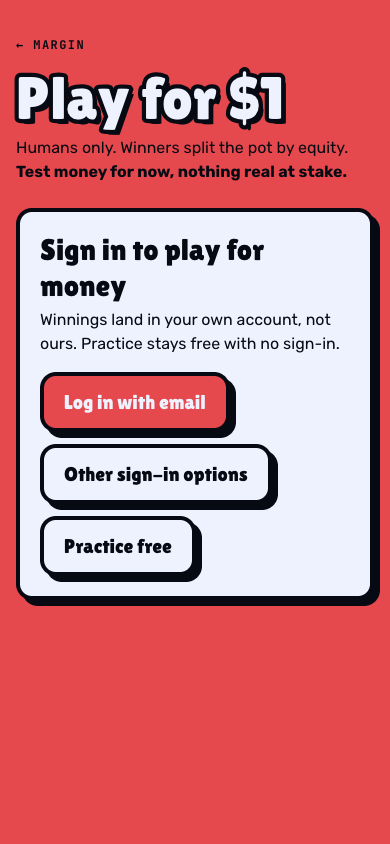 ← MARGIN
Play for $1
Humans only. Winners split the pot by equity.
Test money for now, nothing real at stake.
Sign in to play for
money
Winnings land in your own account, not
ours. Practice stays free with no sign-in.
Log in with email
Other sign-in options
Practice free